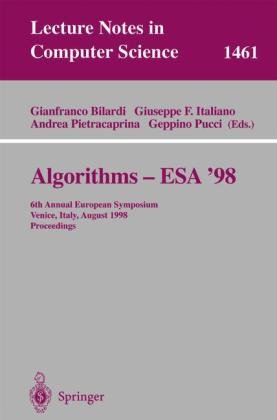 Lecture Notes in
Computer Science 1461
Gianfranco Bilardi Giuseppe F. Italiano
Andrea Pietracaprina Geppino Pucci (Eds.)
Algorithms – ESA '98
6th Annual European Symposium
Venice, Italy, August 1998
Proceedings
Springer